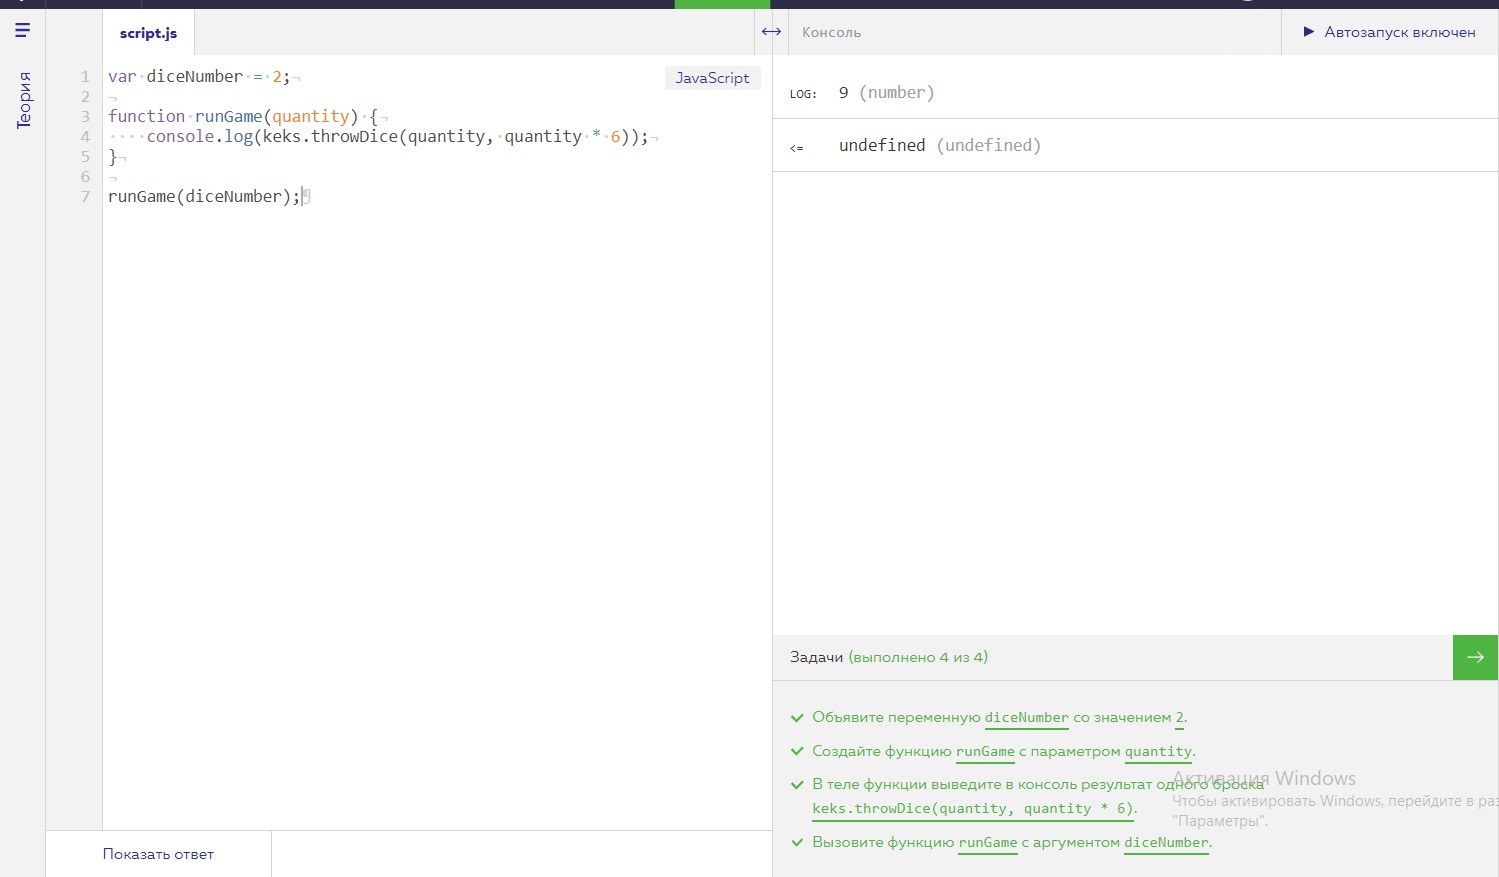 Теория
script.js
JavaScript
1 var diceNumber = 2;
2
3 function runGame(quantity) {
4     console.log(keks.throwDice(quantity, quantity * 6));
5 }
6
7 runGame(diceNumber);
Показать ответ
Консоль
Автозапуск включен
LOG: 9 (number)
<= undefined (undefined)
Задачи (выполнено 4 из 4)
Объявите переменную diceNumber со значением 2.
Создайте функцию runGame с параметром quantity.
В теле функции выведите в консоль результат одного броска
keks.throwDice(quantity, quantity * 6).
Вызовите функцию runGame с аргументом diceNumber.
Активация Windows
Чтобы активировать Windows, перейдите в раз
"Параметры".